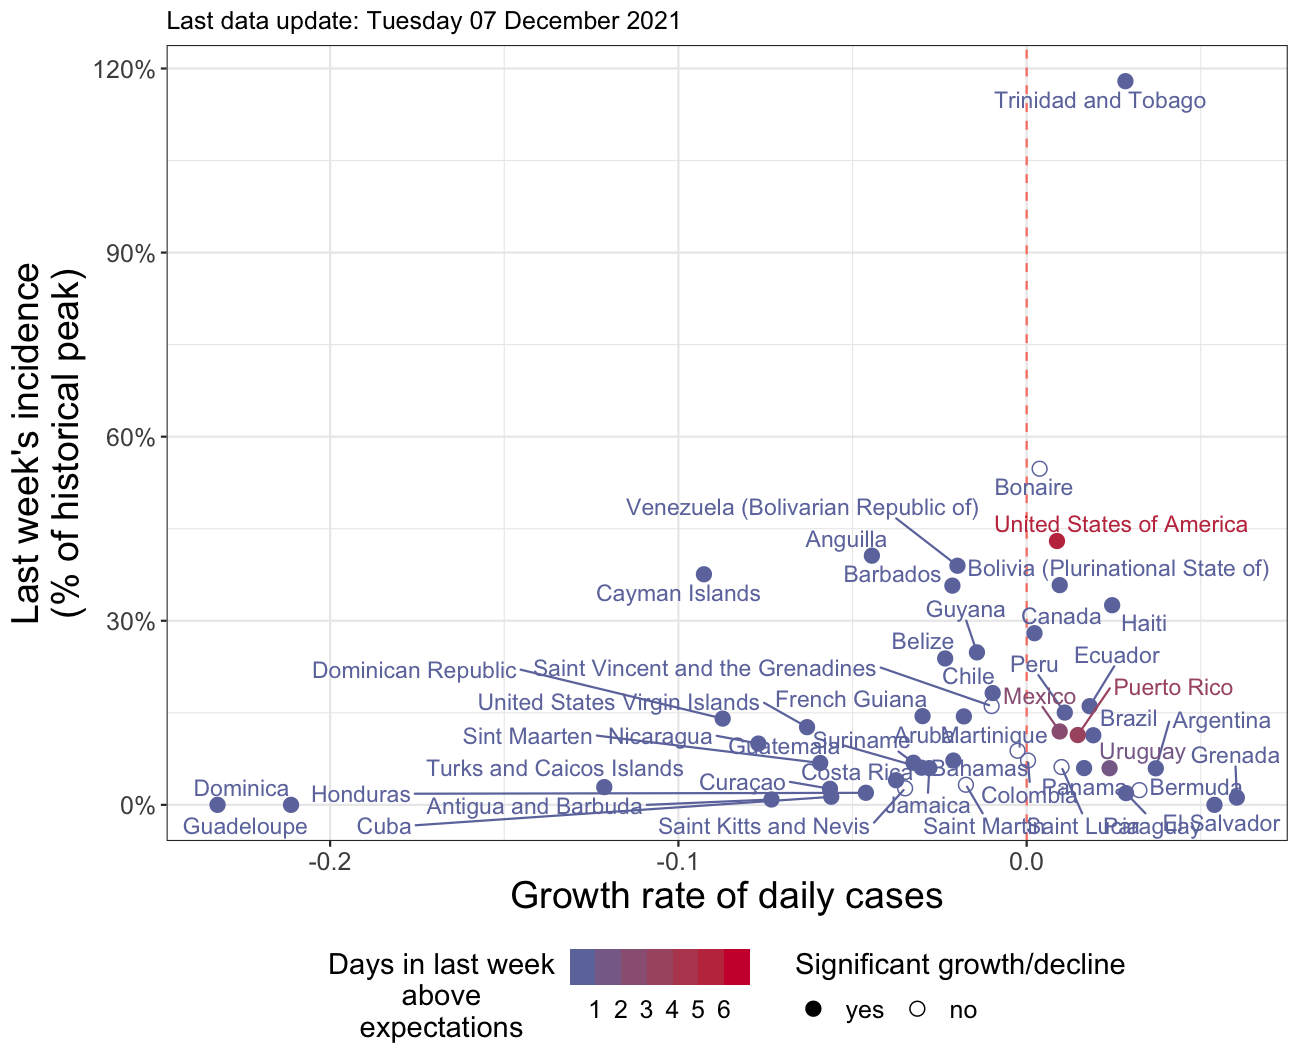 Last data update: Tuesday 07 December 2021
120%
90%
60%
30%
0%
Last week's incidence
(% of historical peak)
Trinidad and Tobago
Bonaire
Venezuela (Bolivarian Republic of)
United States of America
Anguilla
Barbados
Bolivia (Plurinational State of)
Cayman Islands
Guyana
Canada
Haiti
Belize
Dominican Republic
Saint Vincent and the Grenadines
Chile
Peru
Ecuador
United States Virgin Islands
French Guiana
Mexico
Puerto Rico
Sint Maarten
Nicaragua
Guatemala
Suriname
Aruba
Martinique
Brazil
Argentina
Uruguay
Grenada
Turks and Caicos Islands
Costa Rica
Bahamas
Dominica
Honduras
Curaçao
Antigua and Barbuda
Jamaica
Colombia
Panama
Bermuda
Guadeloupe
Cuba
Saint Kitts and Nevis
Saint Martin
Saint Lucia
Paraguay
El Salvador
-0.2
-0.1
0.0
Growth rate of daily cases
Days in last week
above
expectations
1 2 3 4 5 6
Significant growth/decline
yes
no